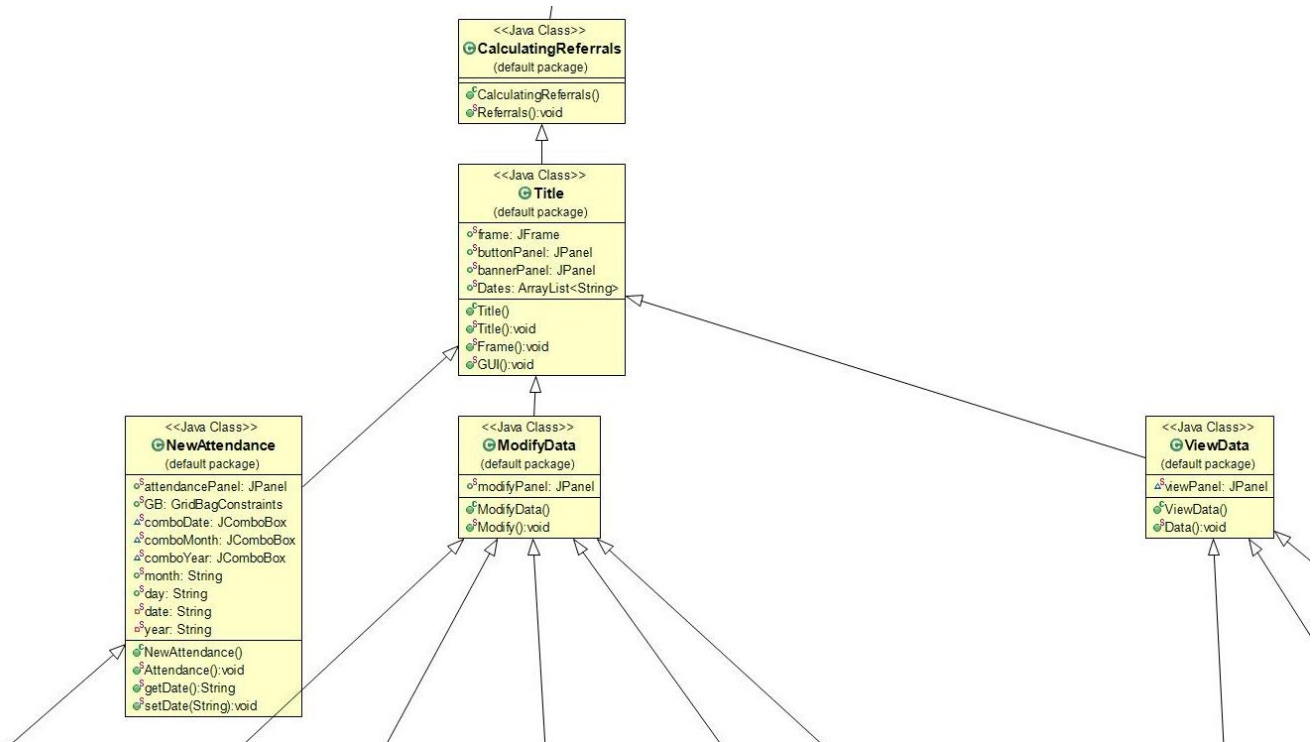 <<Java Class>>
CalculatingReferrals
(default package)
CalculatingReferrals()
Referrals():void
<<Java Class>>
Title
(default package)
frame: JFrame
buttonPanel: JPanel
bannerPanel: JPanel
Dates: ArrayList<String>
Title()
Title():void
Frame():void
GUI():void
<<Java Class>>
NewAttendance
(default package)
attendancePanel: JPanel
GB: GridBagConstraints
comboDate: JComboBox
comboMonth: JComboBox
comboYear: JComboBox
month: String
day: String
date: String
year: String
NewAttendance()
Attendance():void
getDate():String
setDate(String):void
<<Java Class>>
ModifyData
(default package)
modifyPanel: JPanel
ModifyData()
Modify():void
<<Java Class>>
ViewData
(default package)
viewPanel: JPanel
ViewData()
Data():void